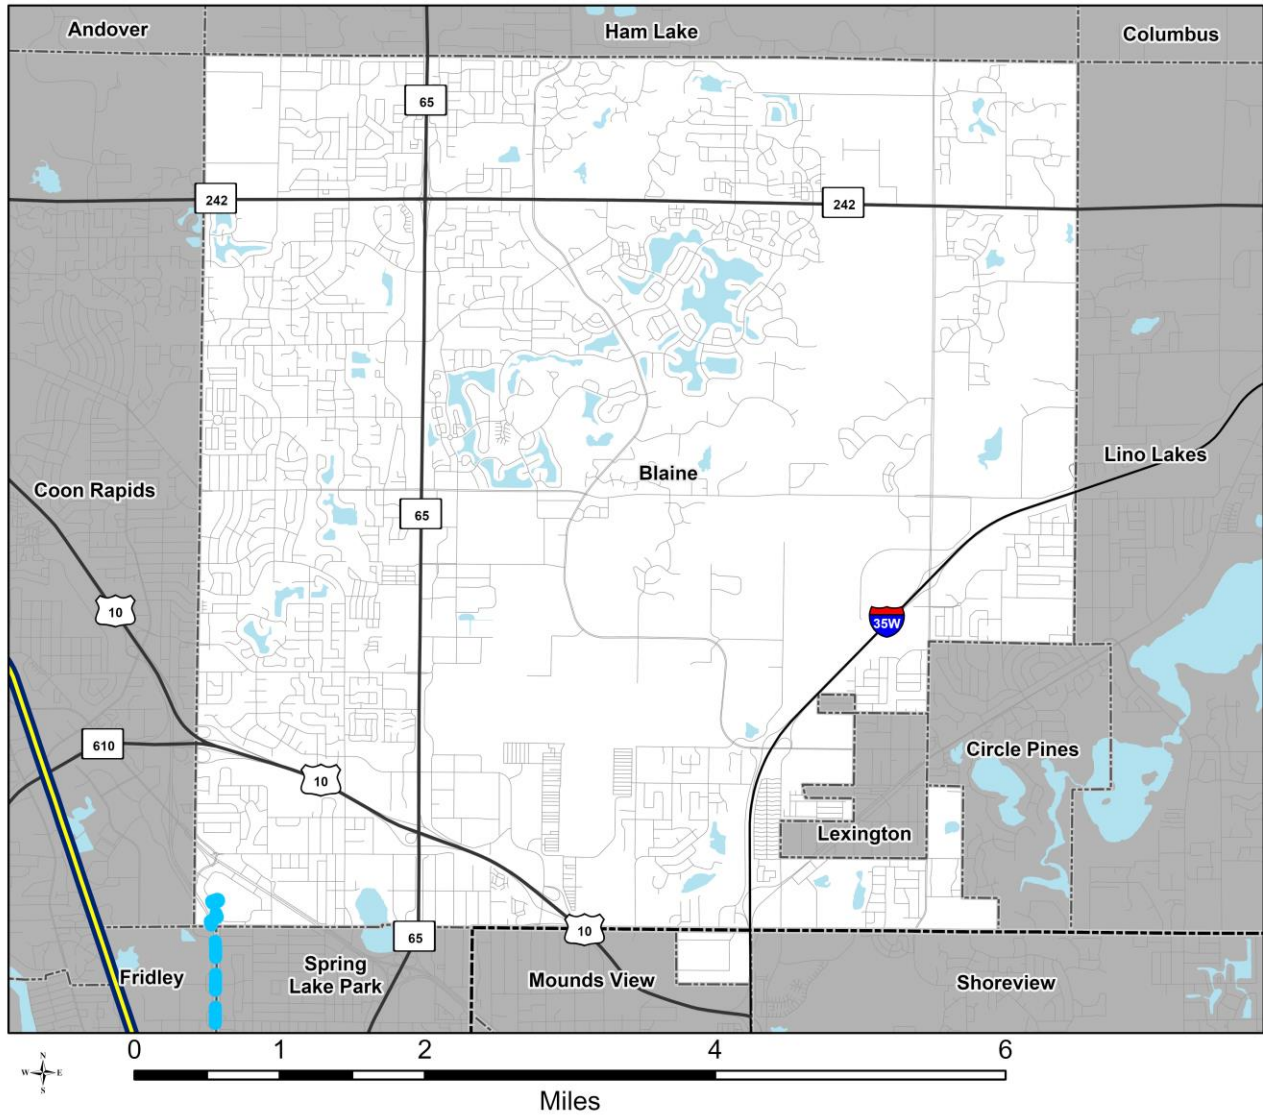 Andover
Ham Lake
Columbus
65
242
242
Lino Lakes
Blaine
Coon Rapids
65
10
35W
610
Circle Pines
10
Lexington
65
10
Fridley
Spring
Lake Park
Mounds View
Shoreview
N
W E
S
0 1 2 4 6
Miles